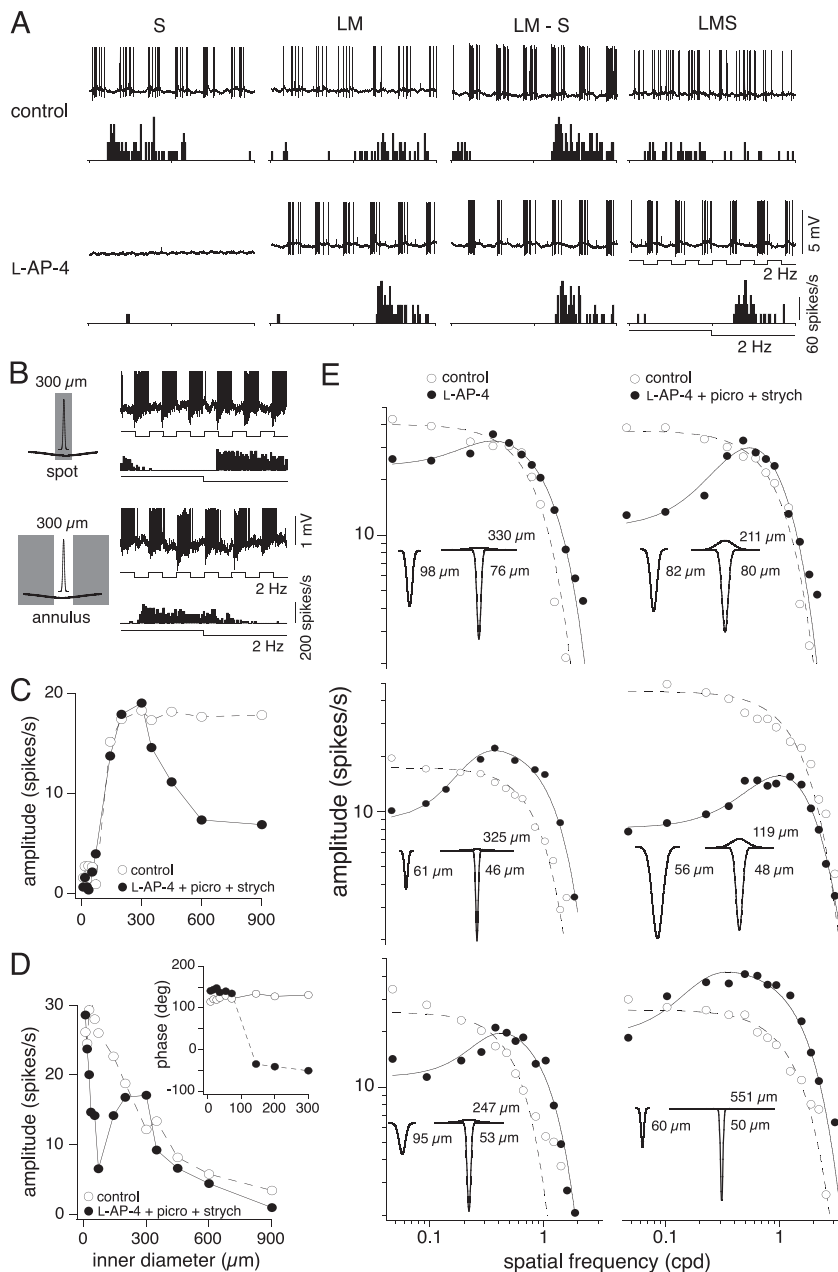 A
S
LM
LM - S
LMS
control
L-AP-4
5 mV
2 Hz
60 spikes/s
2 Hz
B
300 µm
spot
300 µm
annulus
1 mV
2 Hz
200 spikes/s
2 Hz
C
amplitude (spikes/s)
20
10
0
control
L-AP-4 + picro + strych
0
300
600
900
D
amplitude (spikes/s)
30
20
10
0
phase (deg)
150
100
0
-100
0
100
200
300
control
L-AP-4 + picro + strych
0
300
600
900
inner diameter (µm)
E
control
L-AP-4
control
L-AP-4 + picro + strych
10
98 µm
330 µm
76 µm
82 µm
211 µm
80 µm
amplitude (spikes/s)
10
61 µm
325 µm
46 µm
56 µm
119 µm
48 µm
10
95 µm
247 µm
53 µm
60 µm
551 µm
50 µm
0.1
1
0.1
1
spatial frequency (cpd)